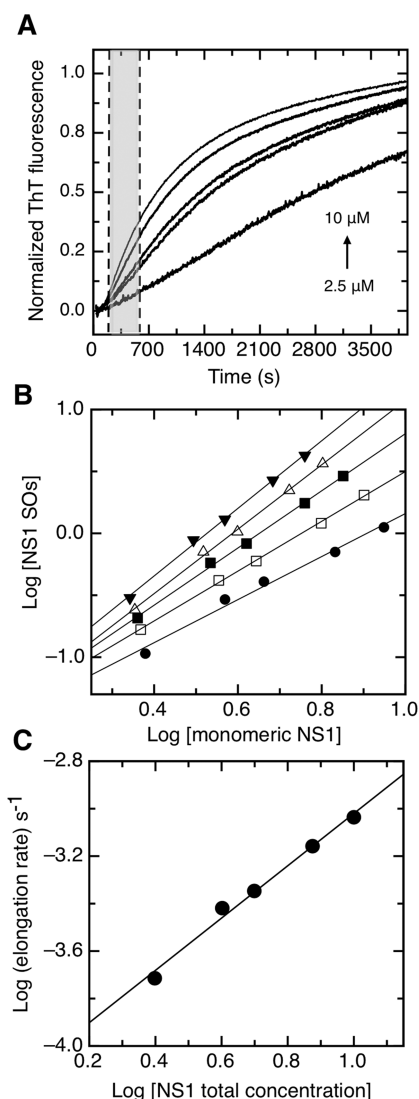 A
Normalized ThT fluorescence
1.0
0.8
0.5
0.2
0.0
10 µM
2.5 µM
0 700 1400 2100 2800 3500
Time (s)
B
Log [NS1 SOs]
1.0
0.0
−1.0
0.4 0.6 0.8 1.0
Log [monomeric NS1]
C
Log (elongation rate) s-1
−2.8
−3.2
−3.6
−4.0
0.2 0.4 0.6 0.8 1.0
Log [NS1 total concentration]